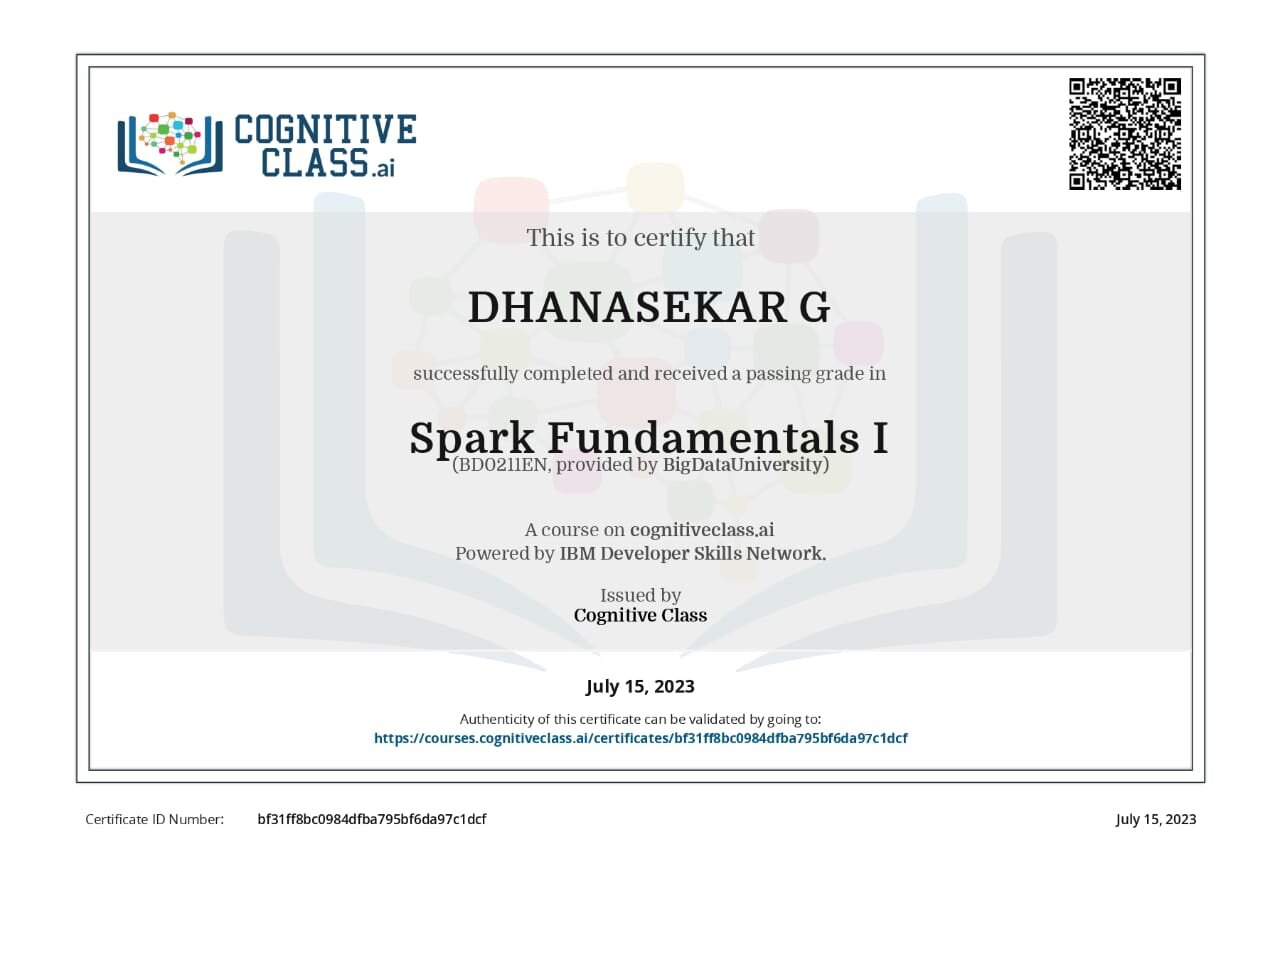 COGNITIVE
CLASS.ai
This is to certify that
DHANASEKAR G
successfully completed and received a passing grade in
Spark Fundamentals I
(BD0211EN, provided by BigDataUniversity)
A course on cognitiveclass.ai
Powered by IBM Developer Skills Network.
Issued by
Cognitive Class
July 15, 2023
Authenticity of this certificate can be validated by going to:
https://courses.cognitiveclass.ai/certificates/bf31ff8bc0984dfba795bf6da97c1dcf
Certificate ID Number: bf31ff8bc0984dfba795bf6da97c1dcf July 15, 2023